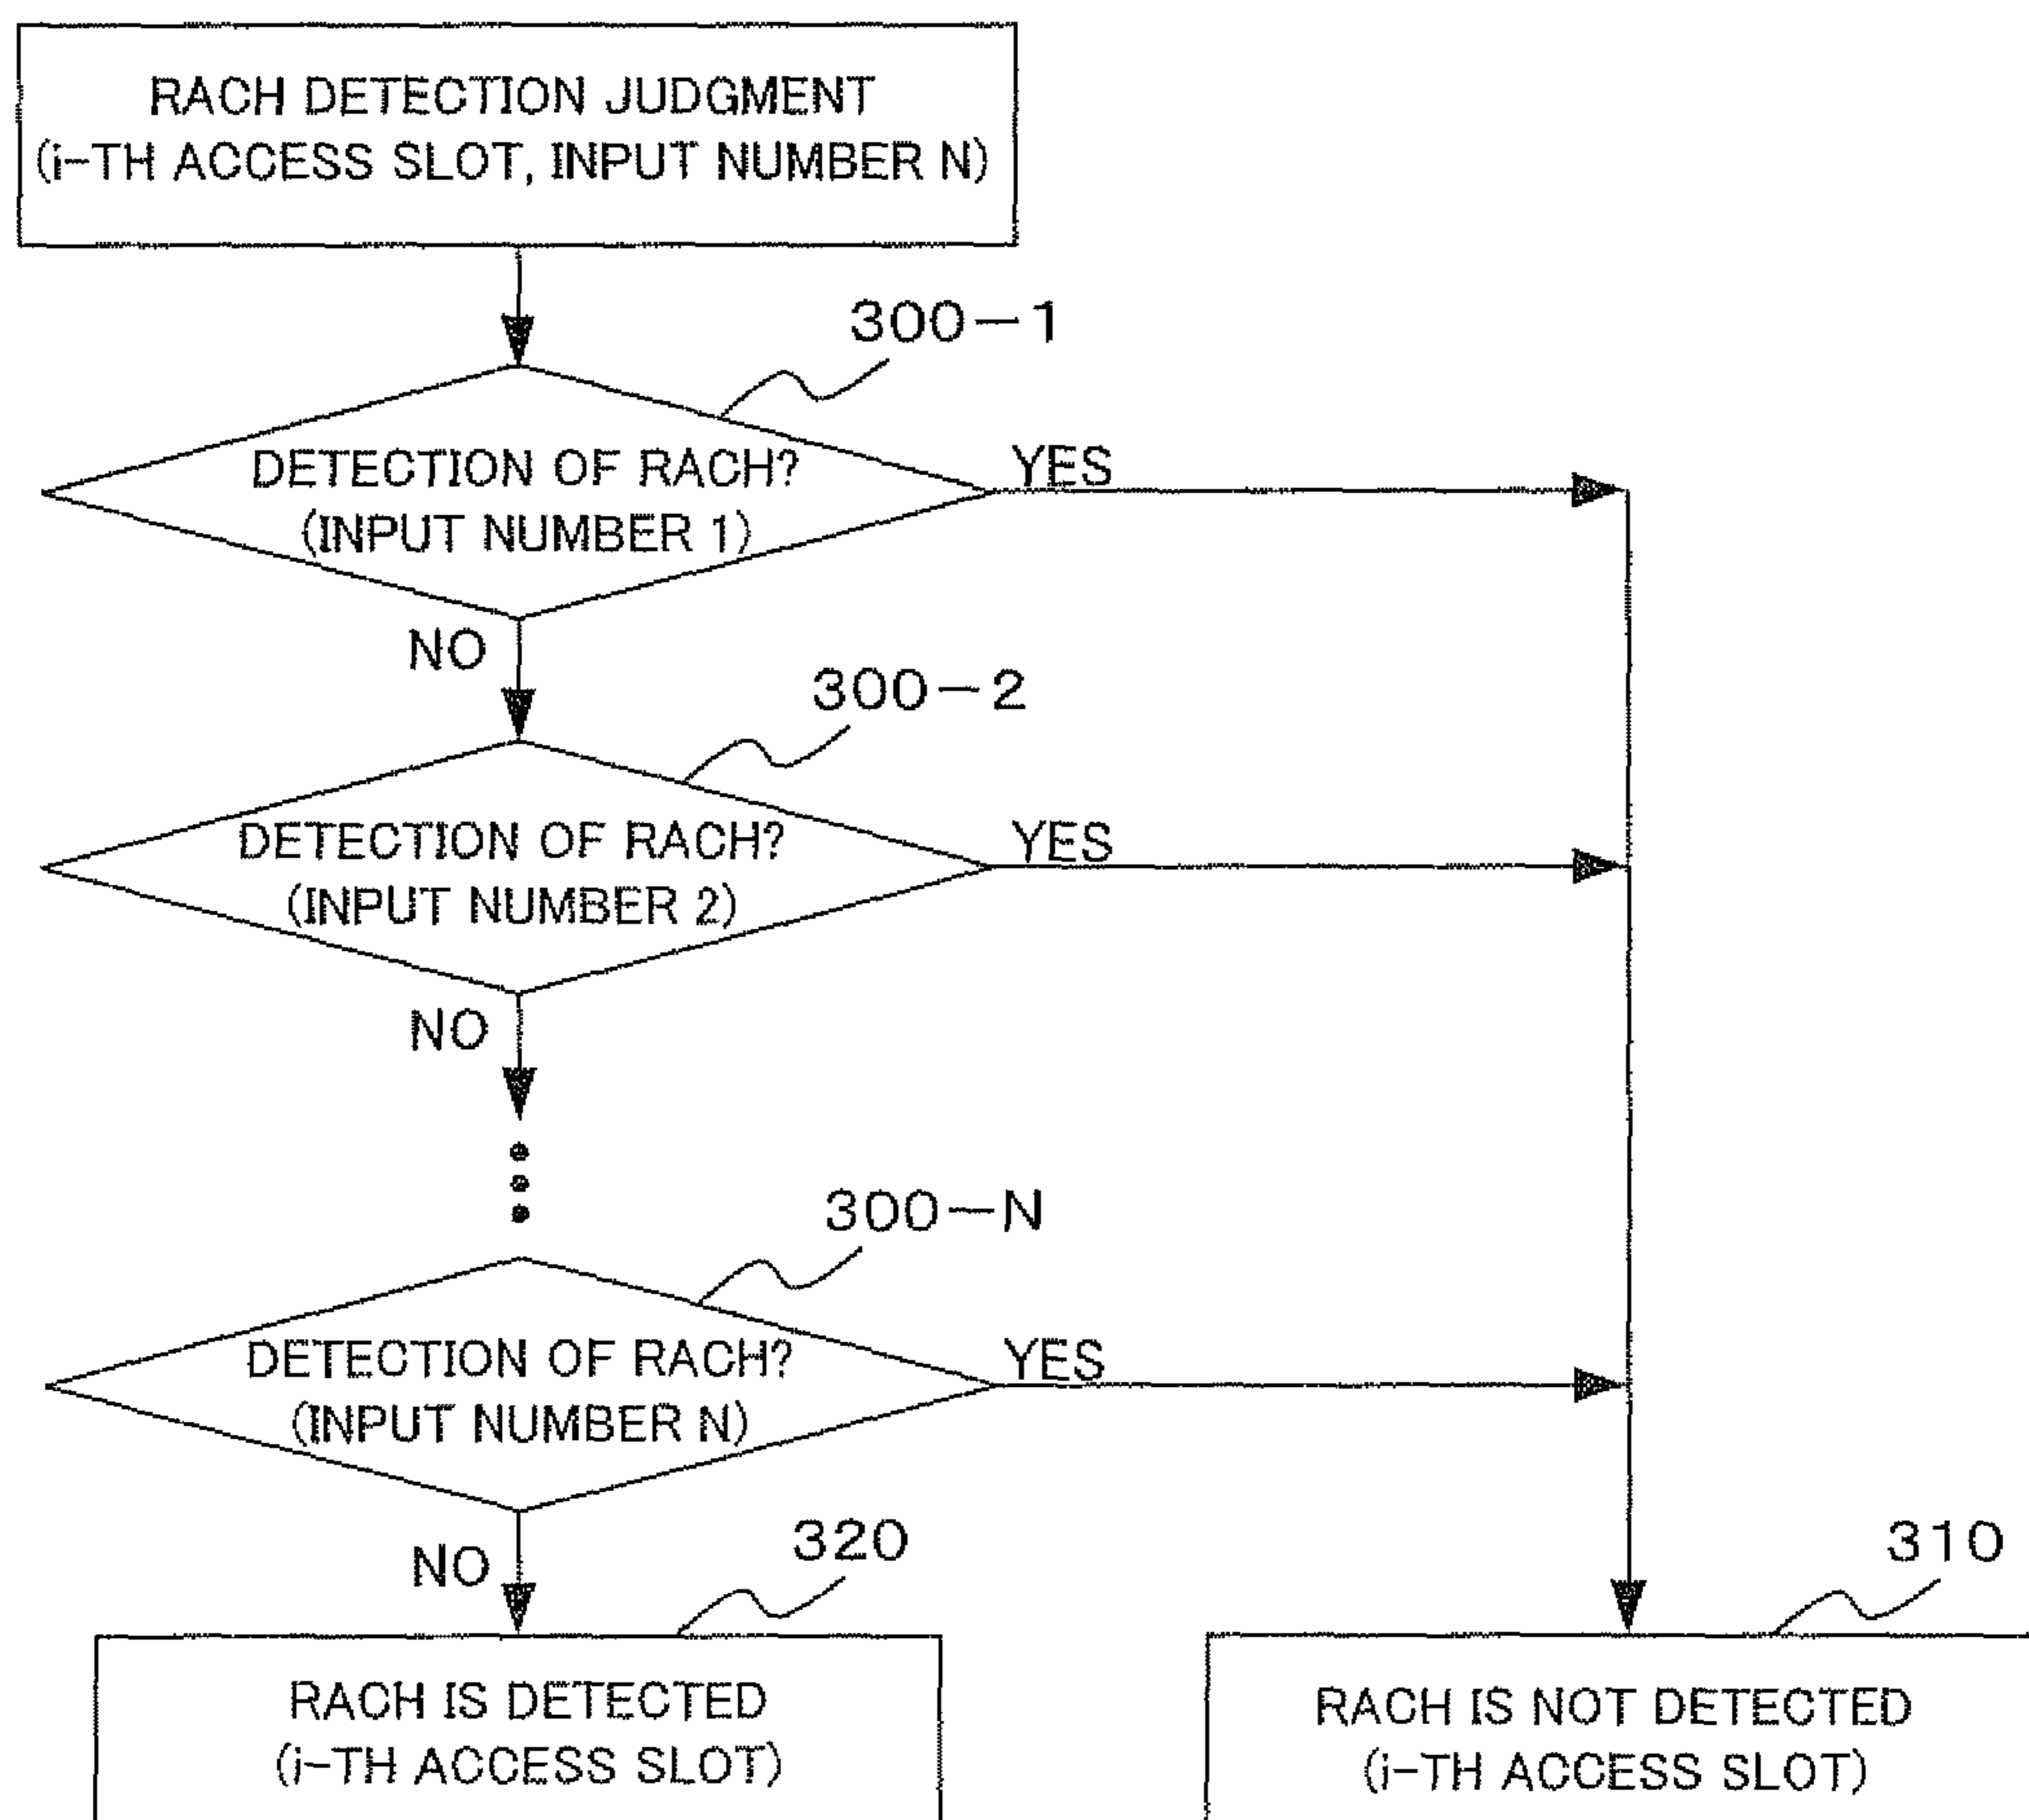 RACH DETECTION JUDGMENT
(i-TH ACCESS SLOT, INPUT NUMBER N)
300-1
DETECTION OF RACH?
(INPUT NUMBER 1)
YES
NO
300-2
DETECTION OF RACH?
(INPUT NUMBER 2)
YES
NO
300-N
DETECTION OF RACH?
(INPUT NUMBER N)
YES
NO
320
310
RACH IS DETECTED
(i-TH ACCESS SLOT)
RACH IS NOT DETECTED
(i-TH ACCESS SLOT)